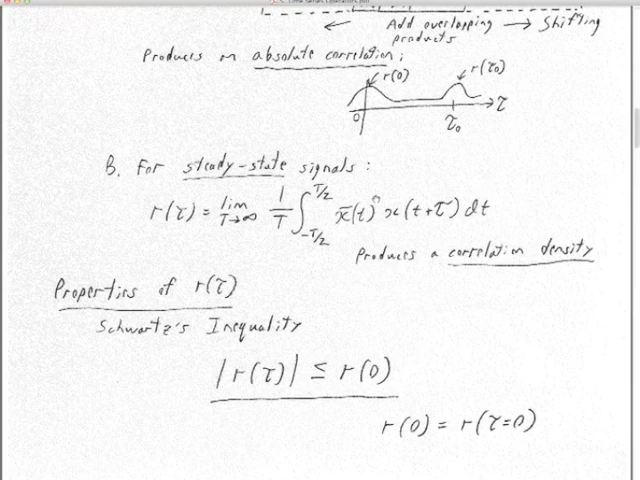 Add overlapping → Shifting
products
Produces an absolute correlation;
r(0)
r(τ₀)
0
τ₀
τ
B. For steady-state signals:
r(τ) = lim T→∞ 1/T ∫_{-T/2}^{T/2} x̄(t) x(t+τ) dt
Produces a correlation density
Properties of r(τ)
Schwartz's Inequality
|r(τ)| ≤ r(0)
r(0) = r(τ=0)